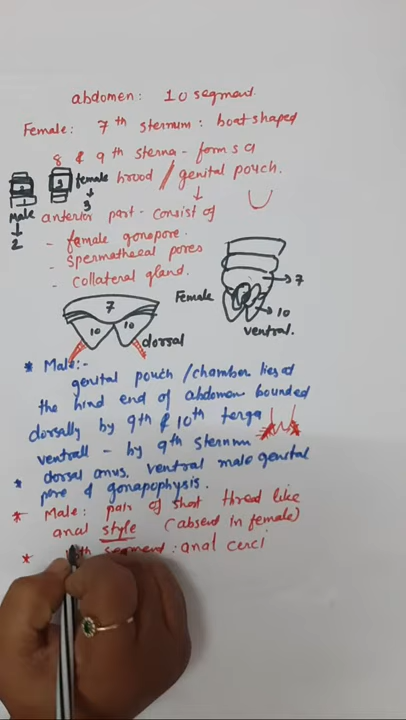 abdomen: 10 segment.
Female: 7th sternum: boat shaped
8 & 9th sterna - forms a
female brood / genital pouch.
3
Male
2
anterior part - consist of
- female gonopore.
- Spermathecal pores
- Collateral gland.
Female
7
10
ventral.
7
10 10
dorsal
* Male:-
genital pouch / chamber lies at
the hind end of abdomen bounded
dorsally by 9th & 10th terga
ventrall - by 9th sternum
* dorsal anus, ventral male genital
pore & gonapophysis.
* Male: pair of short thread like
anal style (absent in female)
* segment: anal cerci